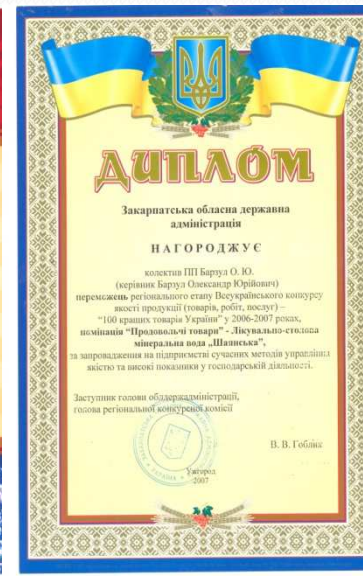 ДИПЛОМ
Закарпатська обласна державна
адміністрація
НАГОРОДЖУЄ
колектив ПП Барзул О. Ю.
(керівник Барзул Олександр Юрійович)
переможець регіонального етапу Всеукраїнського конкурсу
якості продукції (товарів, робіт, послуг) –
“100 кращих товарів України” у 2006-2007 роках,
номінація “Продовольчі товари” - Лікувально-столова
мінеральна вода „Шаянська”,
за запровадження на підприємстві сучасних методів управління
якістю та високі показники у господарській діяльності.
Заступник голови облдержадміністрації,
голова регіональної конкурсної комісії
В. В. Гоблик
Ужгород
2007